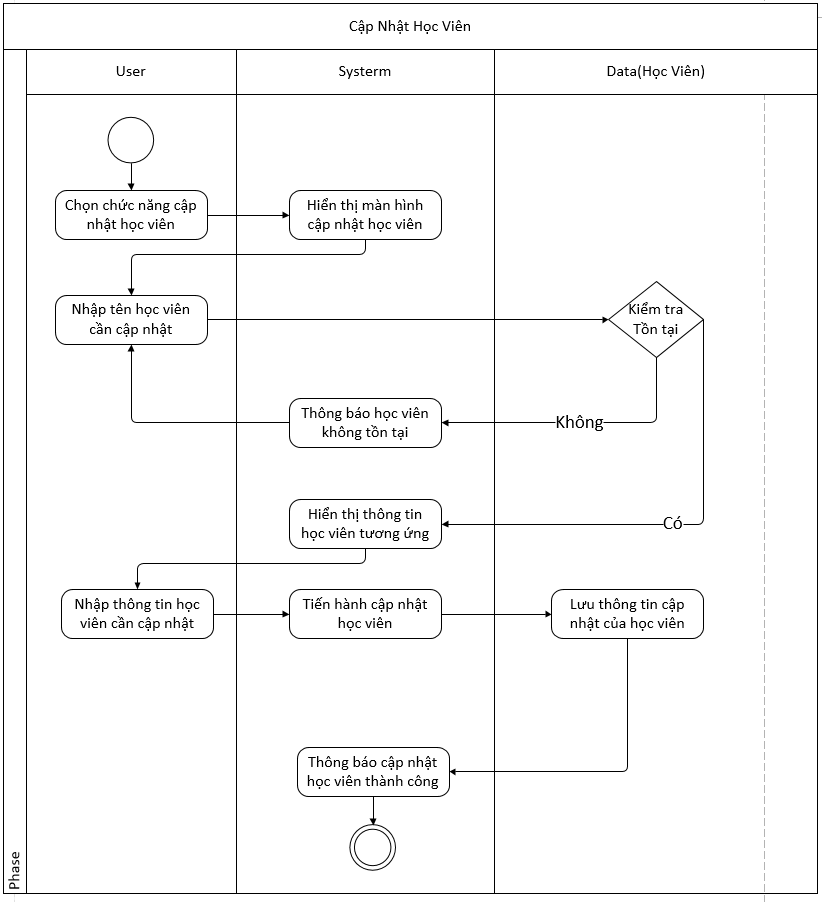 Cập Nhật Học Viên
User
Systerm
Data(Học Viên)
Chọn chức năng cập
nhật học viên
Hiển thị màn hình
cập nhật học viên
Nhập tên học viên
cần cập nhật
Kiểm tra
Tồn tại
Thông báo học viên
không tồn tại
Không
Hiển thị thông tin
học viên tương ứng
Có
Nhập thông tin học
viên cần cập nhật
Tiến hành cập nhật
học viên
Lưu thông tin cập
nhật của học viên
Thông báo cập nhật
học viên thành công
Phase